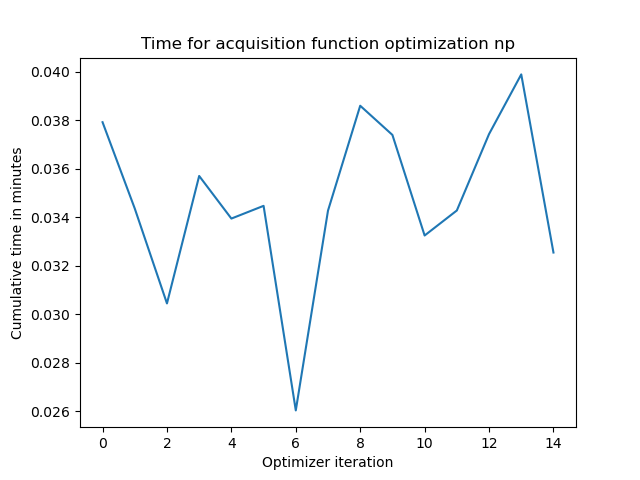 Time for acquisition function optimization np
0.040
0.038
0.036
0.034
0.032
0.030
0.028
0.026
Cumulative time in minutes
0 2 4 6 8 10 12 14
Optimizer iteration